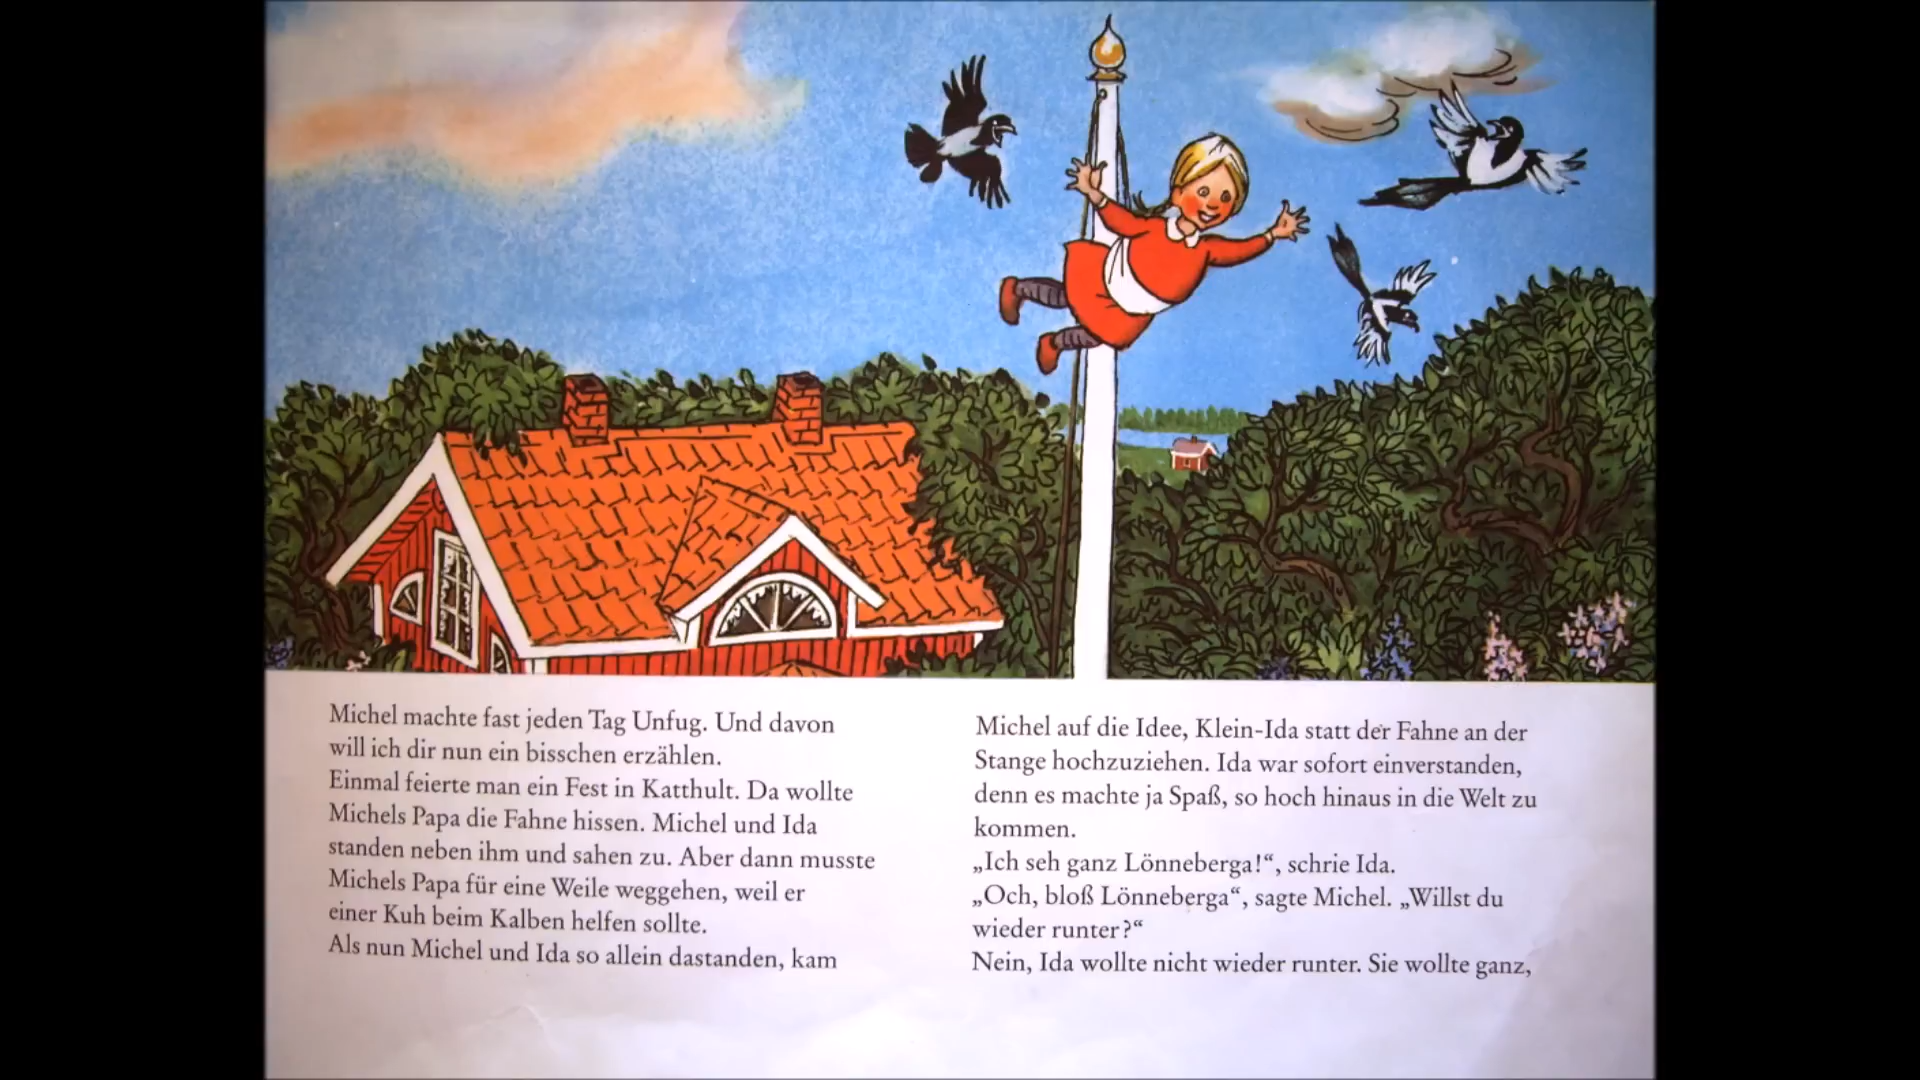 Michel machte fast jeden Tag Unfug. Und davon
will ich dir nun ein bisschen erzählen.
Einmal feierte man ein Fest in Katthult. Da wollte
Michels Papa die Fahne hissen. Michel und Ida
standen neben ihm und sahen zu. Aber dann musste
Michels Papa für eine Weile weggehen, weil er
einer Kuh beim Kalben helfen sollte.
Als nun Michel und Ida so allein dastanden, kam
Michel auf die Idee, Klein-Ida statt der Fahne an der
Stange hochzuziehen. Ida war sofort einverstanden,
denn es machte ja Spaß, so hoch hinaus in die Welt zu
kommen.
„Ich seh ganz Lönneberga!“, schrie Ida.
„Och, bloß Lönneberga“, sagte Michel. „Willst du
wieder runter?“
Nein, Ida wollte nicht wieder runter. Sie wollte ganz,